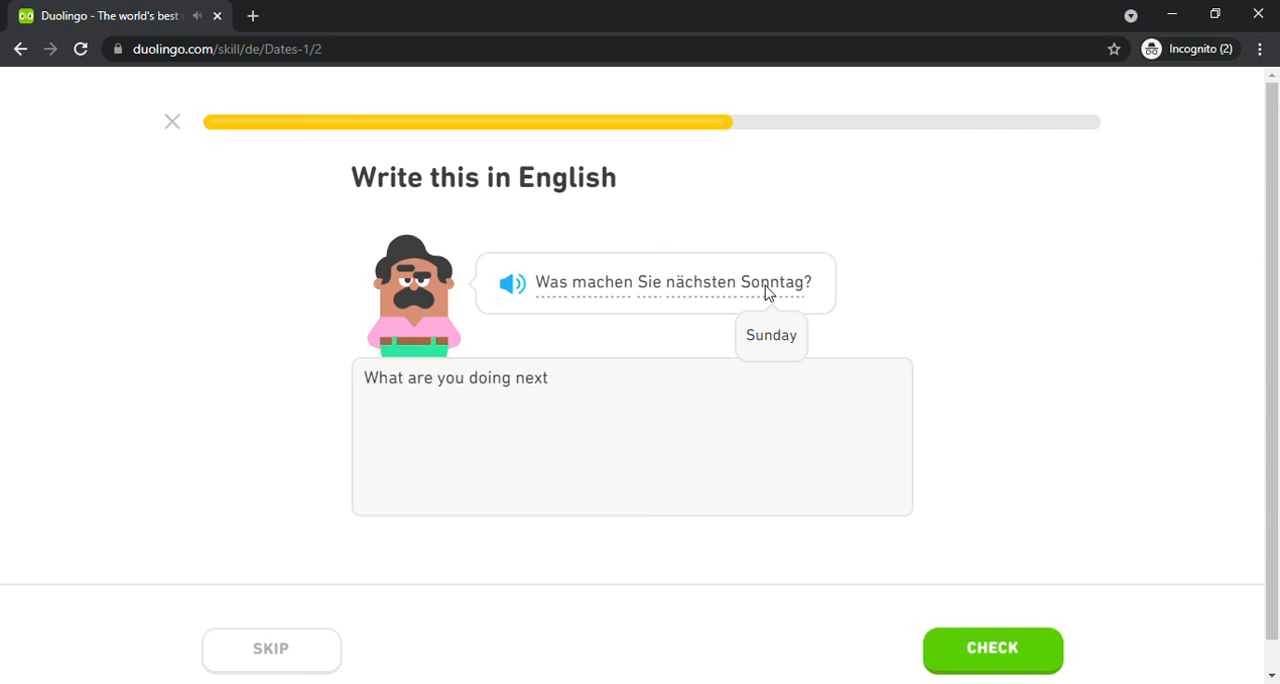 Duolingo - The world's best
duolingo.com/skill/de/Dates-1/2
Incognito (2)
Write this in English
Was machen Sie nächsten Sonntag?
Sunday
What are you doing next
SKIP
CHECK